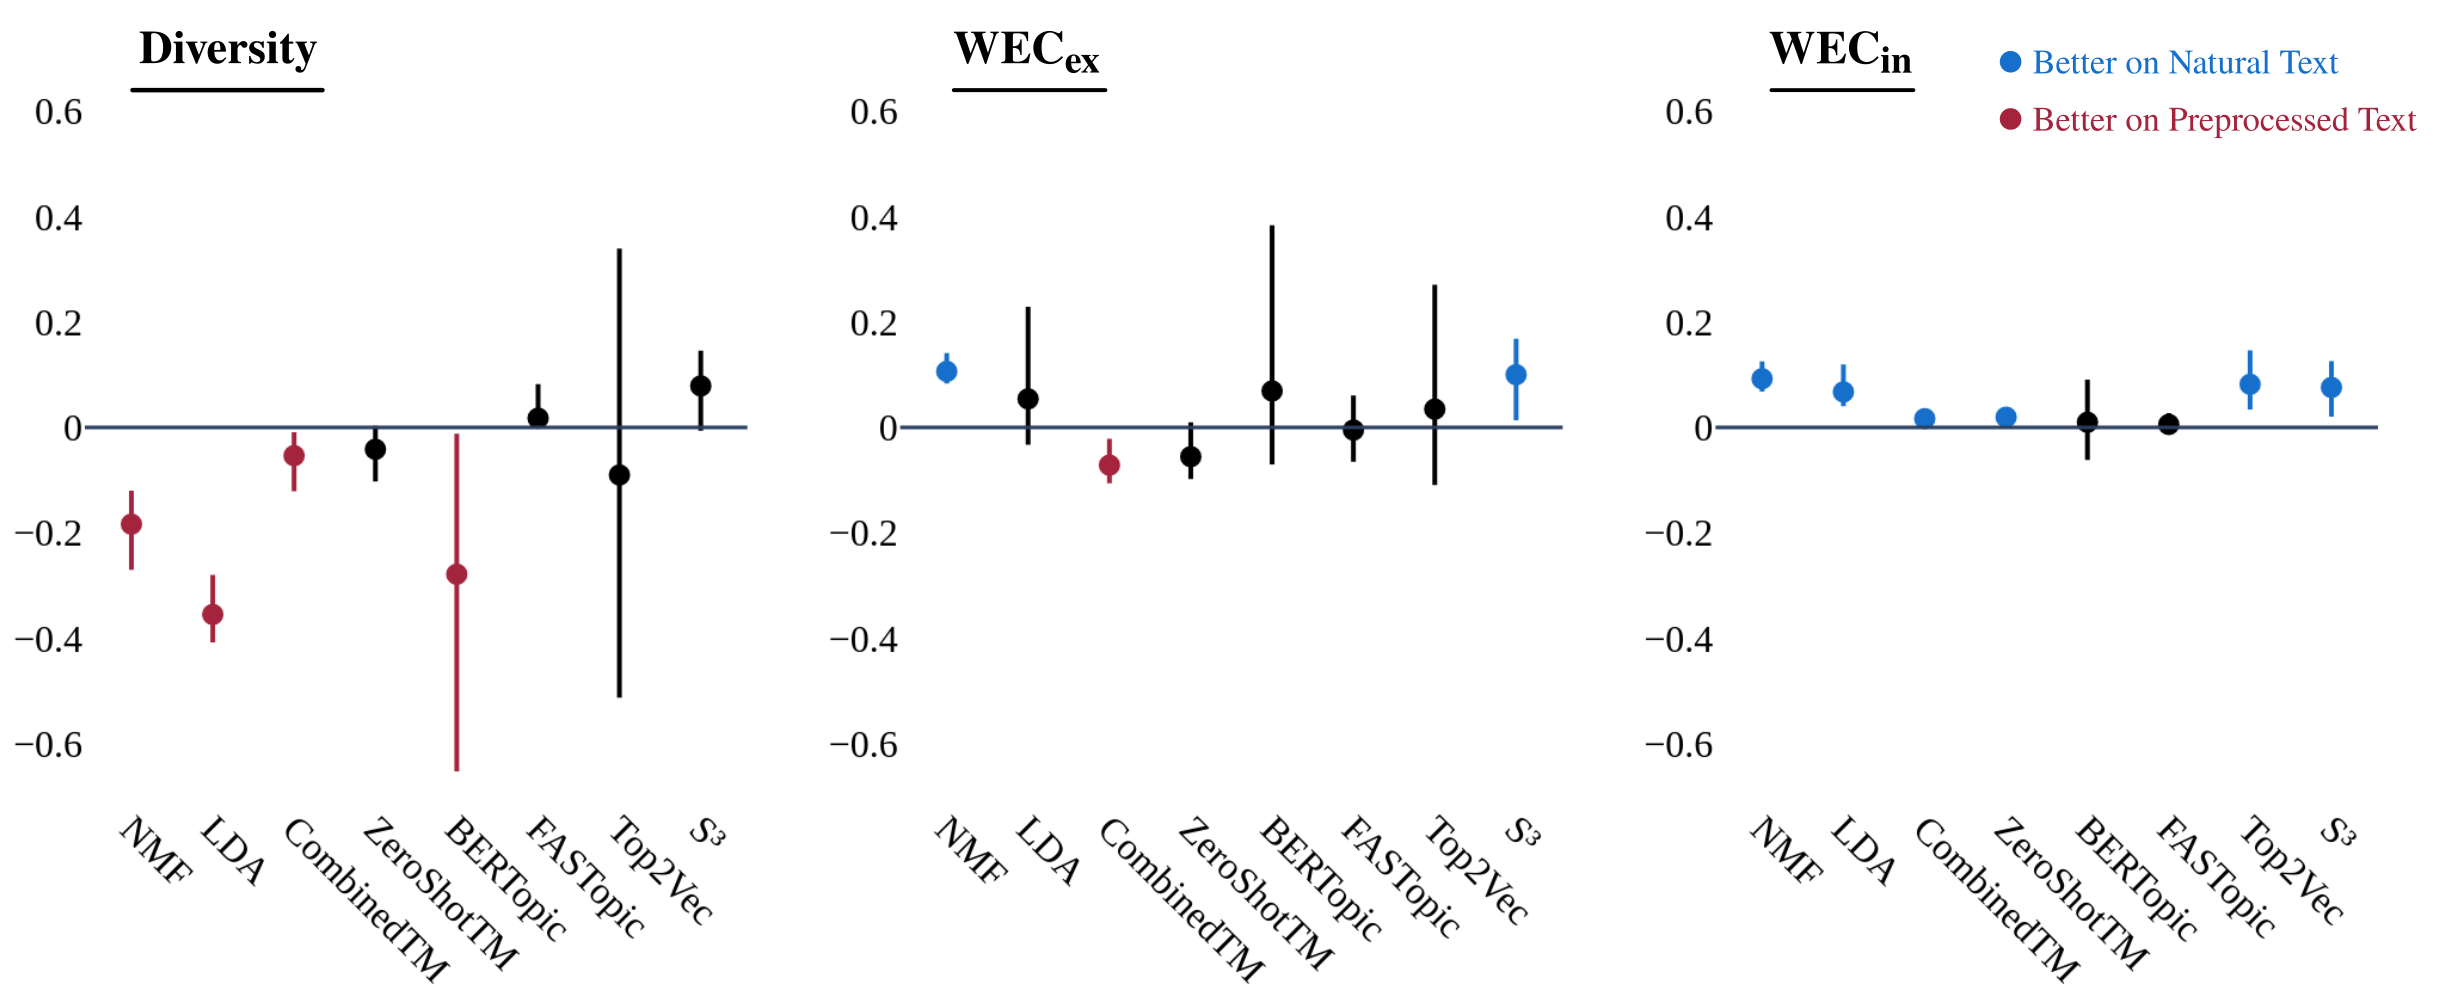 Diversity
0.6
0.4
0.2
0
−0.2
−0.4
−0.6
NMF
LDA
CombinedTM
ZeroShotTM
BERTopic
FASTopic
Top2Vec
S³
WECex
0.6
0.4
0.2
0
−0.2
−0.4
−0.6
NMF
LDA
CombinedTM
ZeroShotTM
BERTopic
FASTopic
Top2Vec
S³
WECin
0.6
0.4
0.2
0
−0.2
−0.4
−0.6
NMF
LDA
CombinedTM
ZeroShotTM
BERTopic
FASTopic
Top2Vec
S³
Better on Natural Text
Better on Preprocessed Text